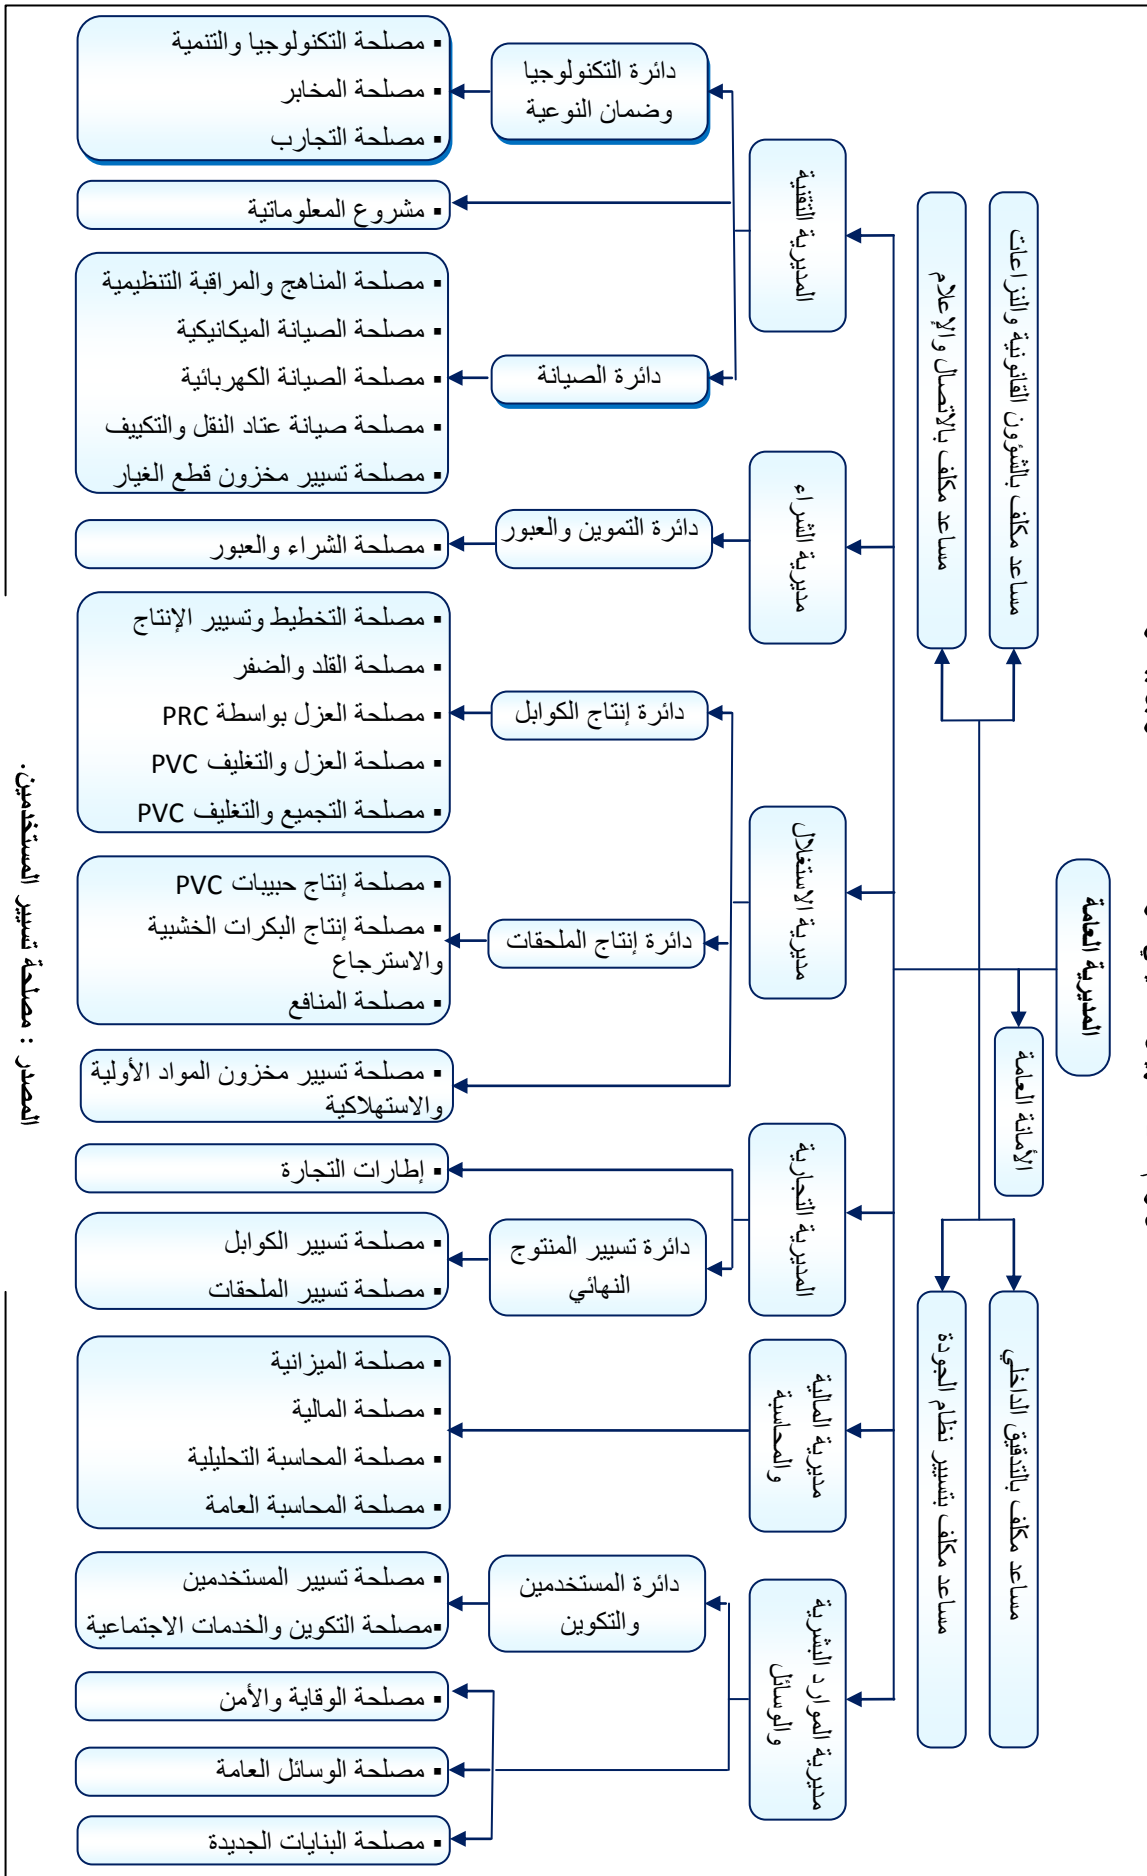 المديرية العامة
الأمانة العامة
مساعد مكلف بالشؤون القانونية والنزاعات
مساعد مكلف بالاتصال والإعلام
مساعد مكلف بالتدقيق الداخلي
مساعد مكلف بتسيير نظام الجودة
المديرية التقنية
دائرة التكنولوجيا
وضمان النوعية
▪ مصلحة التكنولوجيا والتنمية
▪ مصلحة المخابر
▪ مصلحة التجارب
▪ مشروع المعلوماتية
دائرة الصيانة
▪ مصلحة المناهج والمراقبة التنظيمية
▪ مصلحة الصيانة الميكانيكية
▪ مصلحة الصيانة الكهربائية
▪ مصلحة صيانة عتاد النقل والتكييف
▪ مصلحة تسيير مخزون قطع الغيار
مديرية الشراء
دائرة التموين والعبور
▪ مصلحة الشراء والعبور
مديرية الإستغلال
دائرة إنتاج الكوابل
▪ مصلحة التخطيط وتسيير الإنتاج
▪ مصلحة القلد والضفر
▪ مصلحة العزل بواسطة PRC
▪ مصلحة العزل والتغليف PVC
▪ مصلحة التجميع والتغليف PVC
دائرة إنتاج الملحقات
▪ مصلحة إنتاج حبيبات PVC
▪ مصلحة إنتاج البكرات الخشبية
والاسترجاع
▪ مصلحة المنافع
▪ مصلحة تسيير مخزون المواد الأولية
والاستهلاكية
المديرية التجارية
▪ إطارات التجارة
دائرة تسيير المنتوج
النهائي
▪ مصلحة تسيير الكوابل
▪ مصلحة تسيير الملحقات
مديرية المالية
والمحاسبة
▪ مصلحة الميزانية
▪ مصلحة المالية
▪ مصلحة المحاسبة التحليلية
▪ مصلحة المحاسبة العامة
مديرية الموارد البشرية
والوسائل
دائرة المستخدمين
والتكوين
▪ مصلحة تسيير المستخدمين
▪مصلحة التكوين والخدمات الاجتماعية
▪ مصلحة الوقاية والأمن
▪ مصلحة الوسائل العامة
▪ مصلحة البنايات الجديدة
المصدر : مصلحة تسيير المستخدمين.